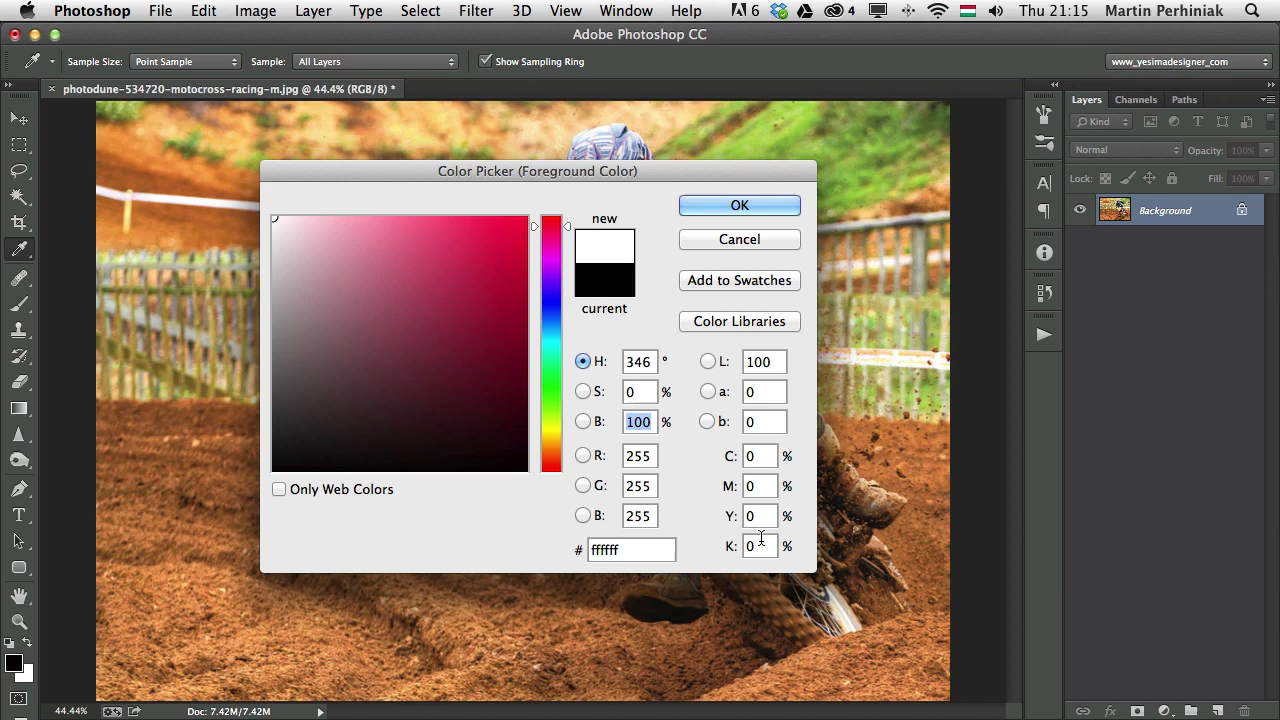 Photoshop File Edit Image Layer Type Select Filter 3D View Window Help 6 4 Thu 21:15 Martin Perhiniak
Adobe Photoshop CC
Sample Size: Point Sample Sample: All Layers Show Sampling Ring www_yesimadesigner_com
photodune-534720-motocross-racing-m.jpg @ 44.4% (RGB/8) *
Layers Channels Paths
Kind
Normal Opacity: 100%
Lock: Fill: 100%
Background
Color Picker (Foreground Color)
new
current
OK
Cancel
Add to Swatches
Color Libraries
H: 346 ° L: 100
S: 0 % a: 0
B: 100 % b: 0
R: 255 C: 0 %
G: 255 M: 0 %
B: 255 Y: 0 %
# ffffff K: 0 %
Only Web Colors
44.44% Doc: 7.42M/7.42M